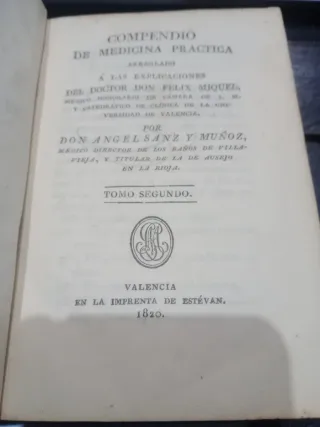 COMPENDIO
DE MEDICINA PRACTICA
ARREGLADO
A LAS EXPLICACIONES
DEL DOCTOR DON FELIX MIQUEL,
MEDICO HONORARIO DE CAMARA DE S. M.
Y CATEDRATICO DE CLINICA DE LA UNI-
VERSIDAD DE VALENCIA,
POR
DON ANGEL SANZ Y MUÑOZ,
MEDICO DIRECTOR DE LOS BAÑOS DE VILLA-
VIEJA, Y TITULAR DE LA DE AUSEJO
EN LA RIOJA.
TOMO SEGUNDO.
VALENCIA
EN LA IMPRENTA DE ESTÉVAN.
1820.